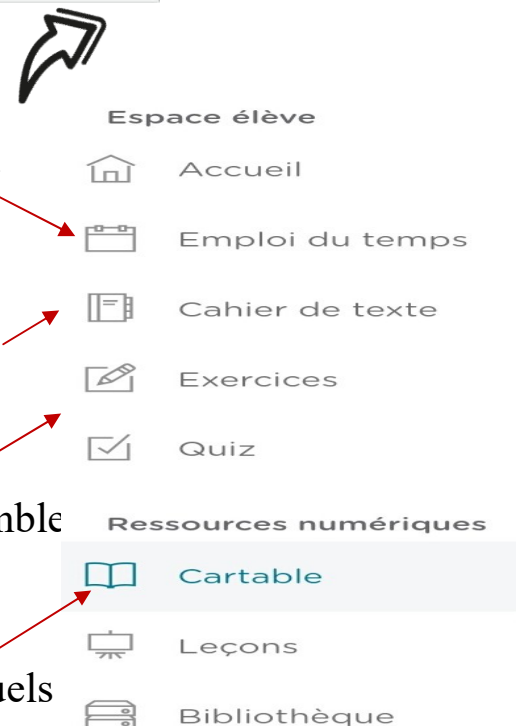 Espace élève
Accueil
Emploi du temps
Cahier de texte
Exercices
Quiz
Ressources numériques
Cartable
Leçons
Bibliothèque